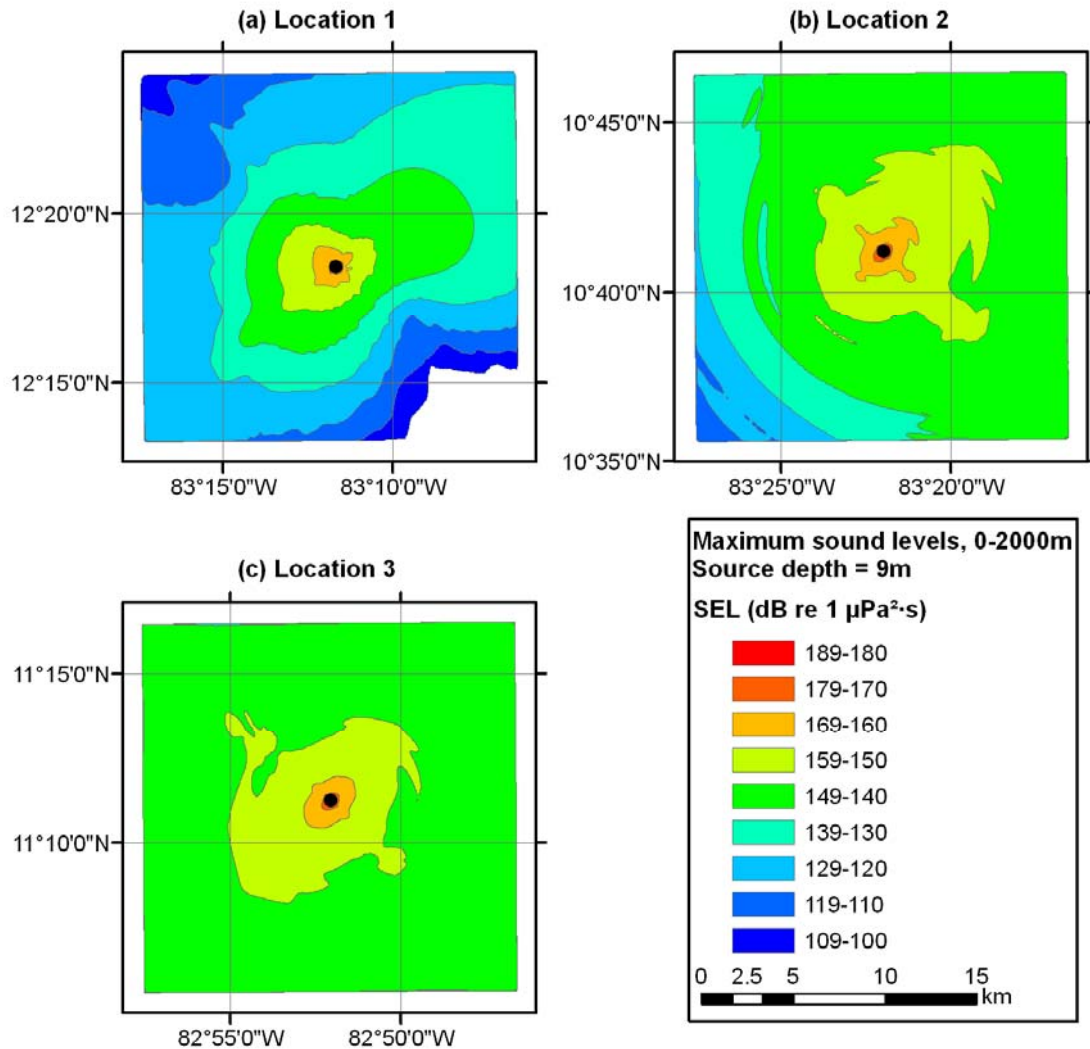 (a) Location 1
12°20'0"N
12°15'0"N
83°15'0"W
83°10'0"W
(b) Location 2
10°45'0"N
10°40'0"N
10°35'0"N
83°25'0"W
83°20'0"W
(c) Location 3
11°15'0"N
11°10'0"N
82°55'0"W
82°50'0"W
Maximum sound levels, 0-2000m
Source depth = 9m
SEL (dB re 1 µPa²·s)
189-180
179-170
169-160
159-150
149-140
139-130
129-120
119-110
109-100
0 2.5 5 10 15
km